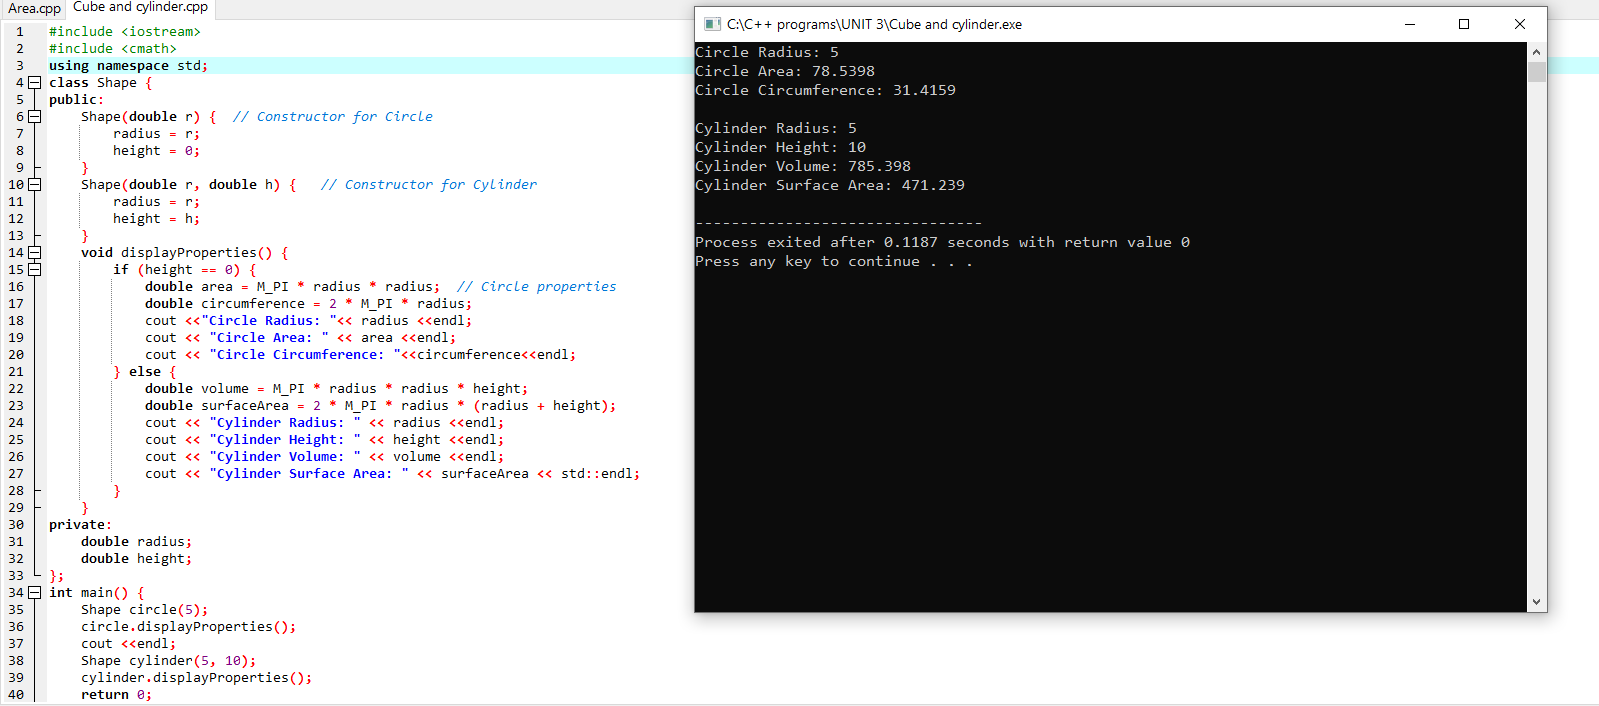 Area.cpp Cube and cylinder.cpp
1 #include <iostream>
2 #include <cmath>
3 using namespace std;
4 class Shape {
5 public:
6 Shape(double r) { // Constructor for Circle
7 radius = r;
8 height = 0;
9 }
10 Shape(double r, double h) { // Constructor for Cylinder
11 radius = r;
12 height = h;
13 }
14 void displayProperties() {
15 if (height == 0) {
16 double area = M_PI * radius * radius; // Circle properties
17 double circumference = 2 * M_PI * radius;
18 cout <<"Circle Radius: "<< radius <<endl;
19 cout << "Circle Area: " << area <<endl;
20 cout << "Circle Circumference: "<<circumference<<endl;
21 } else {
22 double volume = M_PI * radius * radius * height;
23 double surfaceArea = 2 * M_PI * radius * (radius + height);
24 cout << "Cylinder Radius: " << radius <<endl;
25 cout << "Cylinder Height: " << height <<endl;
26 cout << "Cylinder Volume: " << volume <<endl;
27 cout << "Cylinder Surface Area: " << surfaceArea << std::endl;
28 }
29 }
30 private:
31 double radius;
32 double height;
33 };
34 int main() {
35 Shape circle(5);
36 circle.displayProperties();
37 cout <<endl;
38 Shape cylinder(5, 10);
39 cylinder.displayProperties();
40 return 0;
C:\C++ programs\UNIT 3\Cube and cylinder.exe
Circle Radius: 5
Circle Area: 78.5398
Circle Circumference: 31.4159
Cylinder Radius: 5
Cylinder Height: 10
Cylinder Volume: 785.398
Cylinder Surface Area: 471.239
--------------------------------
Process exited after 0.1187 seconds with return value 0
Press any key to continue . . .